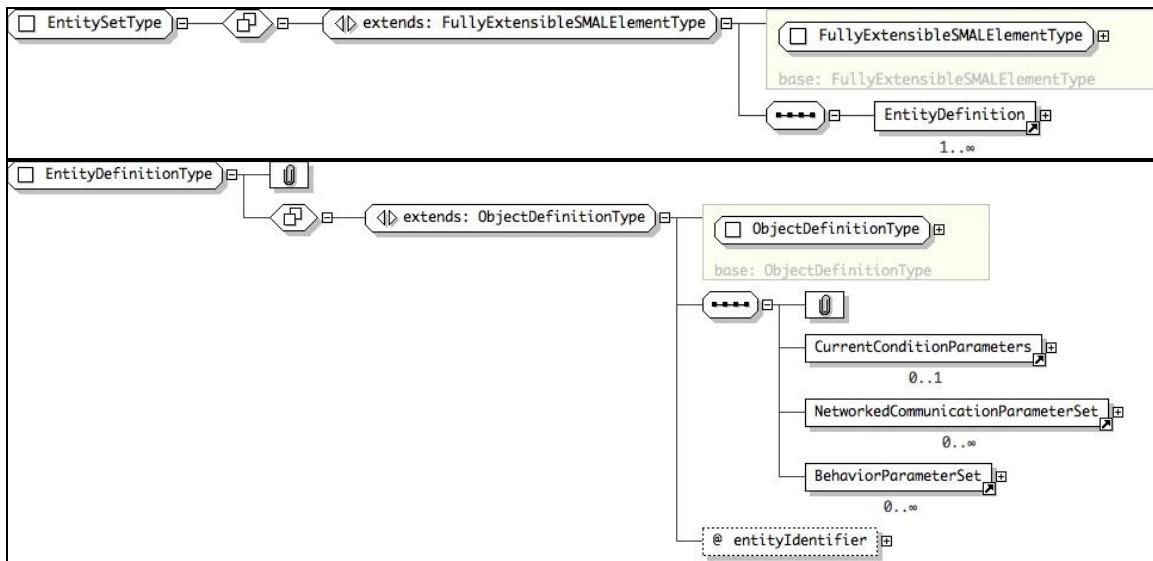 EntitySetType
extends: FullyExtensibleSMALElementType
FullyExtensibleSMALElementType
base: FullyExtensibleSMALElementType
EntityDefinition
1..∞
EntityDefinitionType
extends: ObjectDefinitionType
ObjectDefinitionType
base: ObjectDefinitionType
CurrentConditionParameters
0..1
NetworkedCommunicationParameterSet
0..∞
BehaviorParameterSet
0..∞
@ entityIdentifier